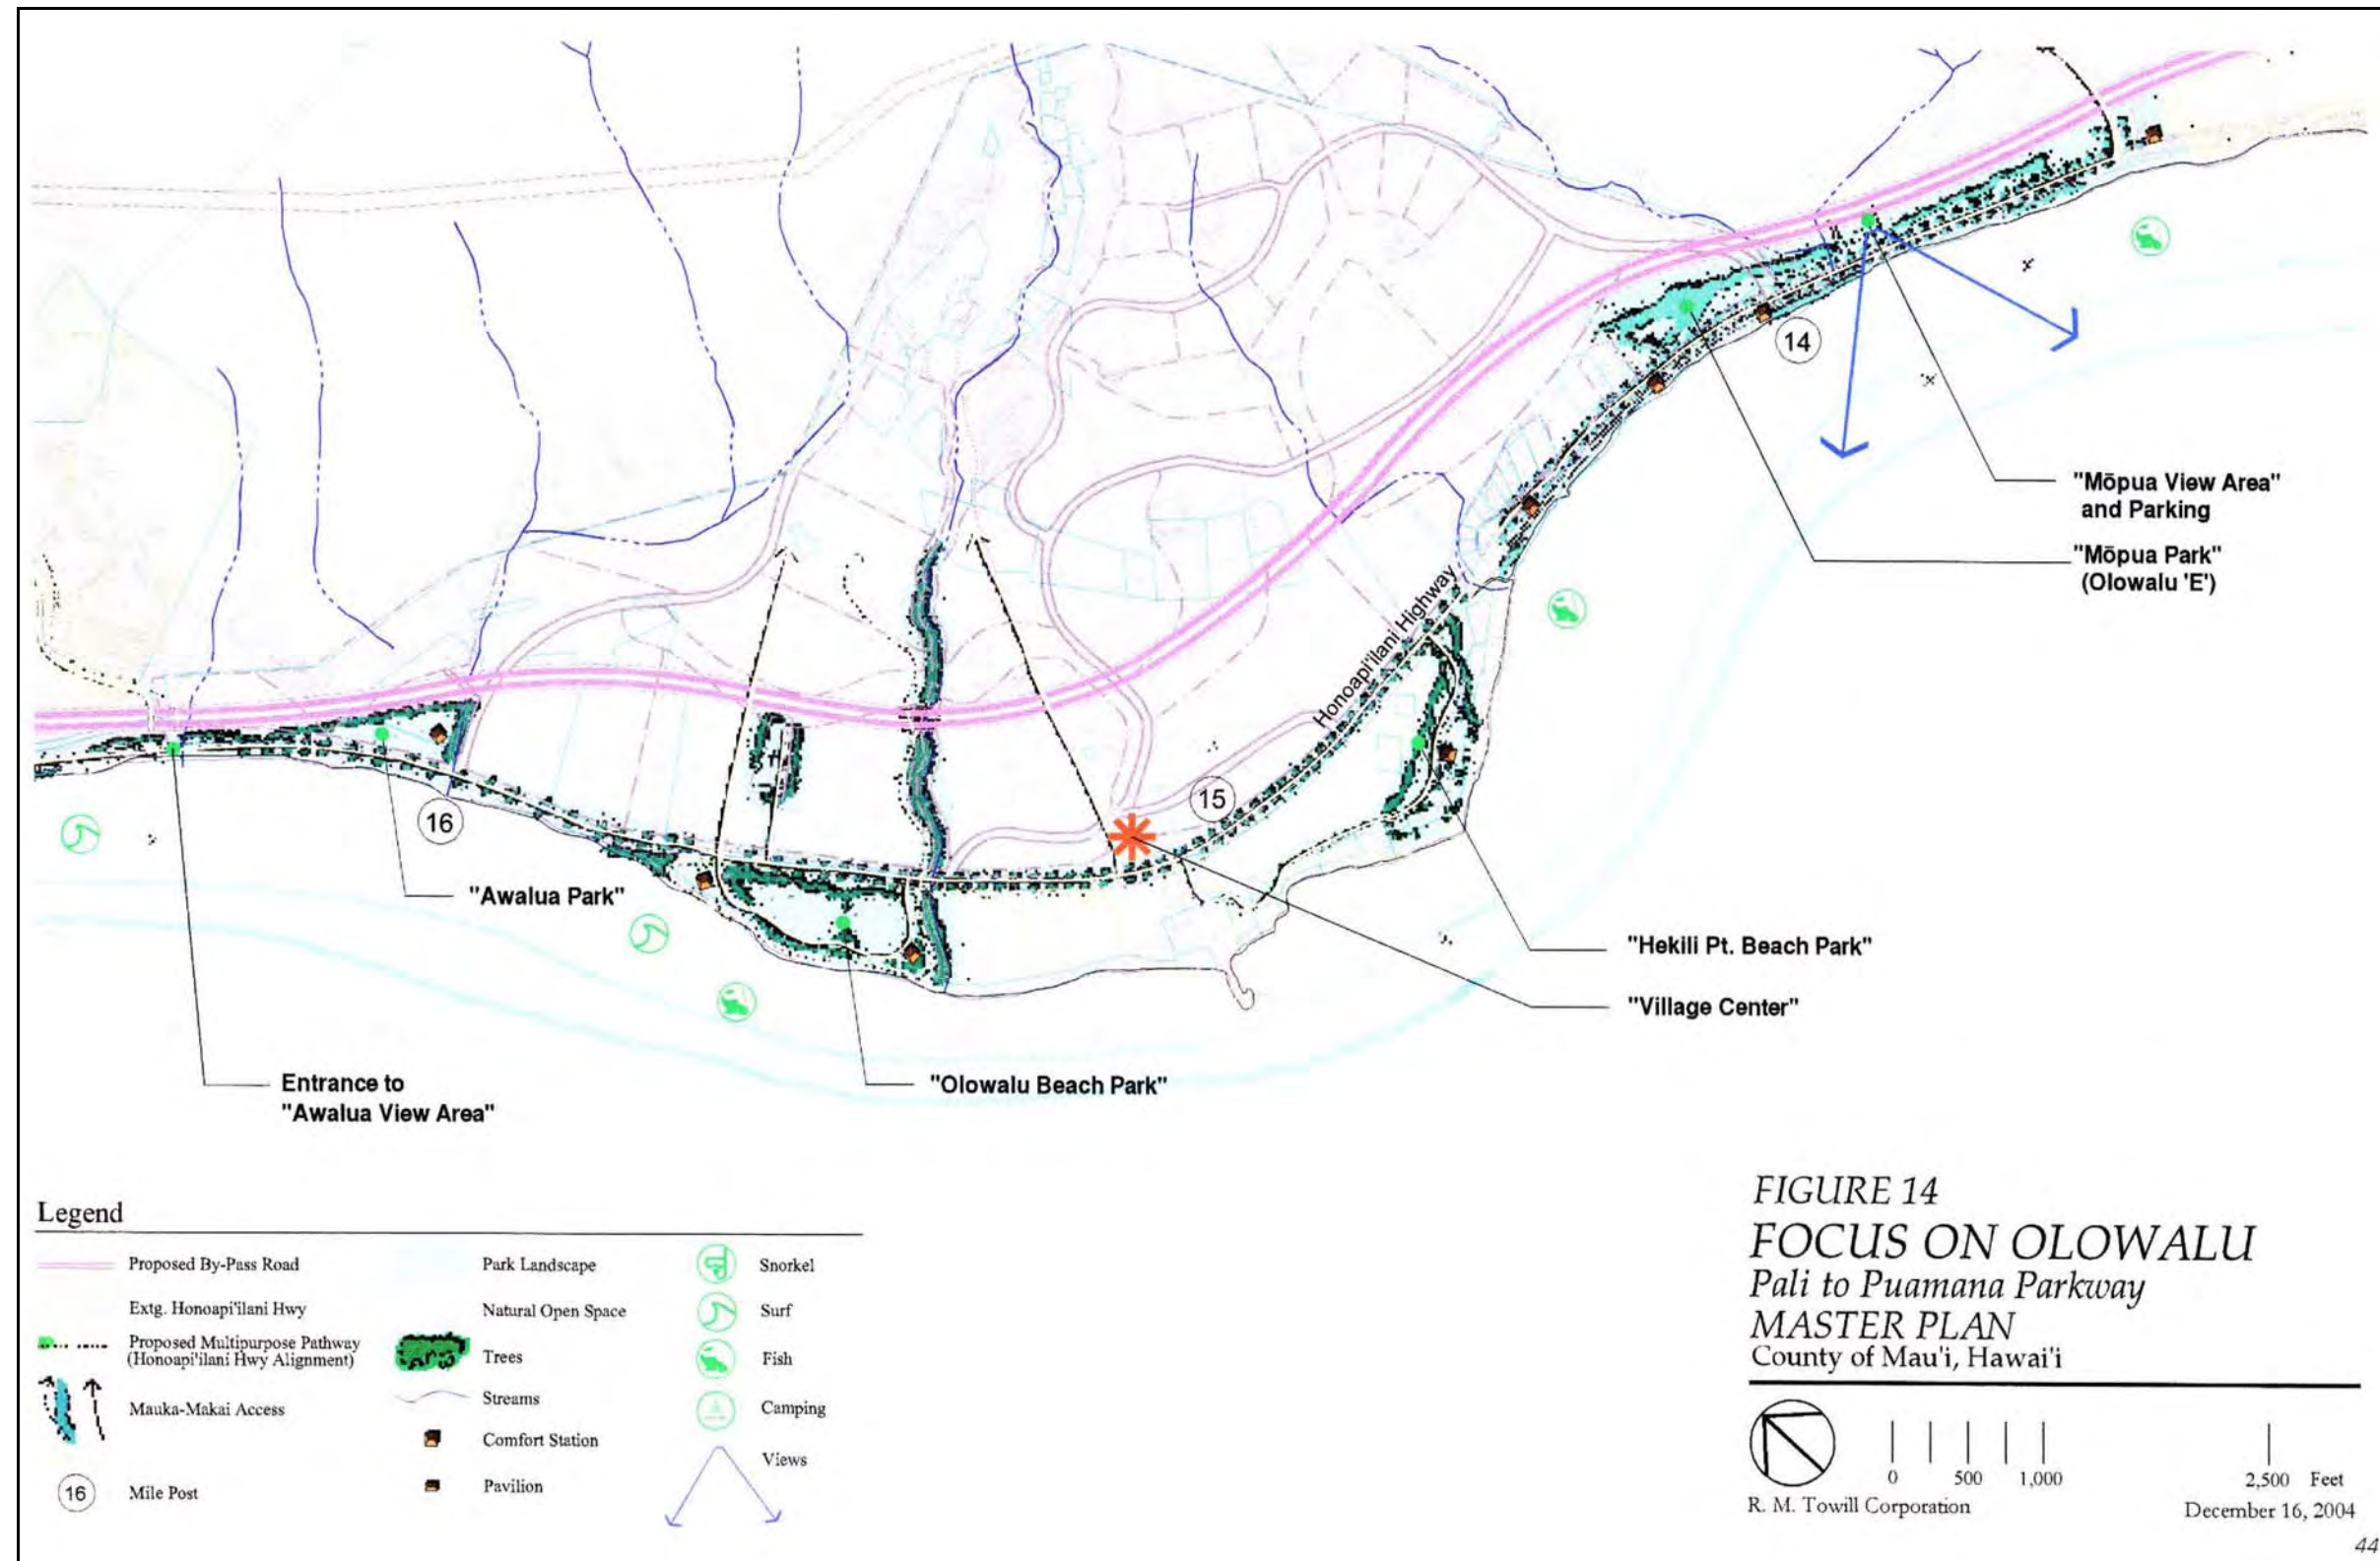 14
"Mōpua View Area"
and Parking
"Mōpua Park"
(Olowalu 'E')
Honoapi'ilani Highway
15
16
"Awalua Park"
"Hekili Pt. Beach Park"
"Village Center"
Entrance to
"Awalua View Area"
"Olowalu Beach Park"
Legend
Proposed By-Pass Road
Extg. Honoapi'ilani Hwy
Proposed Multipurpose Pathway
(Honoapi'ilani Hwy Alignment)
Mauka-Makai Access
16 Mile Post
Park Landscape
Natural Open Space
Trees
Streams
Comfort Station
Pavilion
Snorkel
Surf
Fish
Camping
Views
FIGURE 14
FOCUS ON OLOWALU
Pali to Puamana Parkway
MASTER PLAN
County of Mau'i, Hawai'i
0 500 1,000 2,500 Feet
R. M. Towill Corporation
December 16, 2004
44